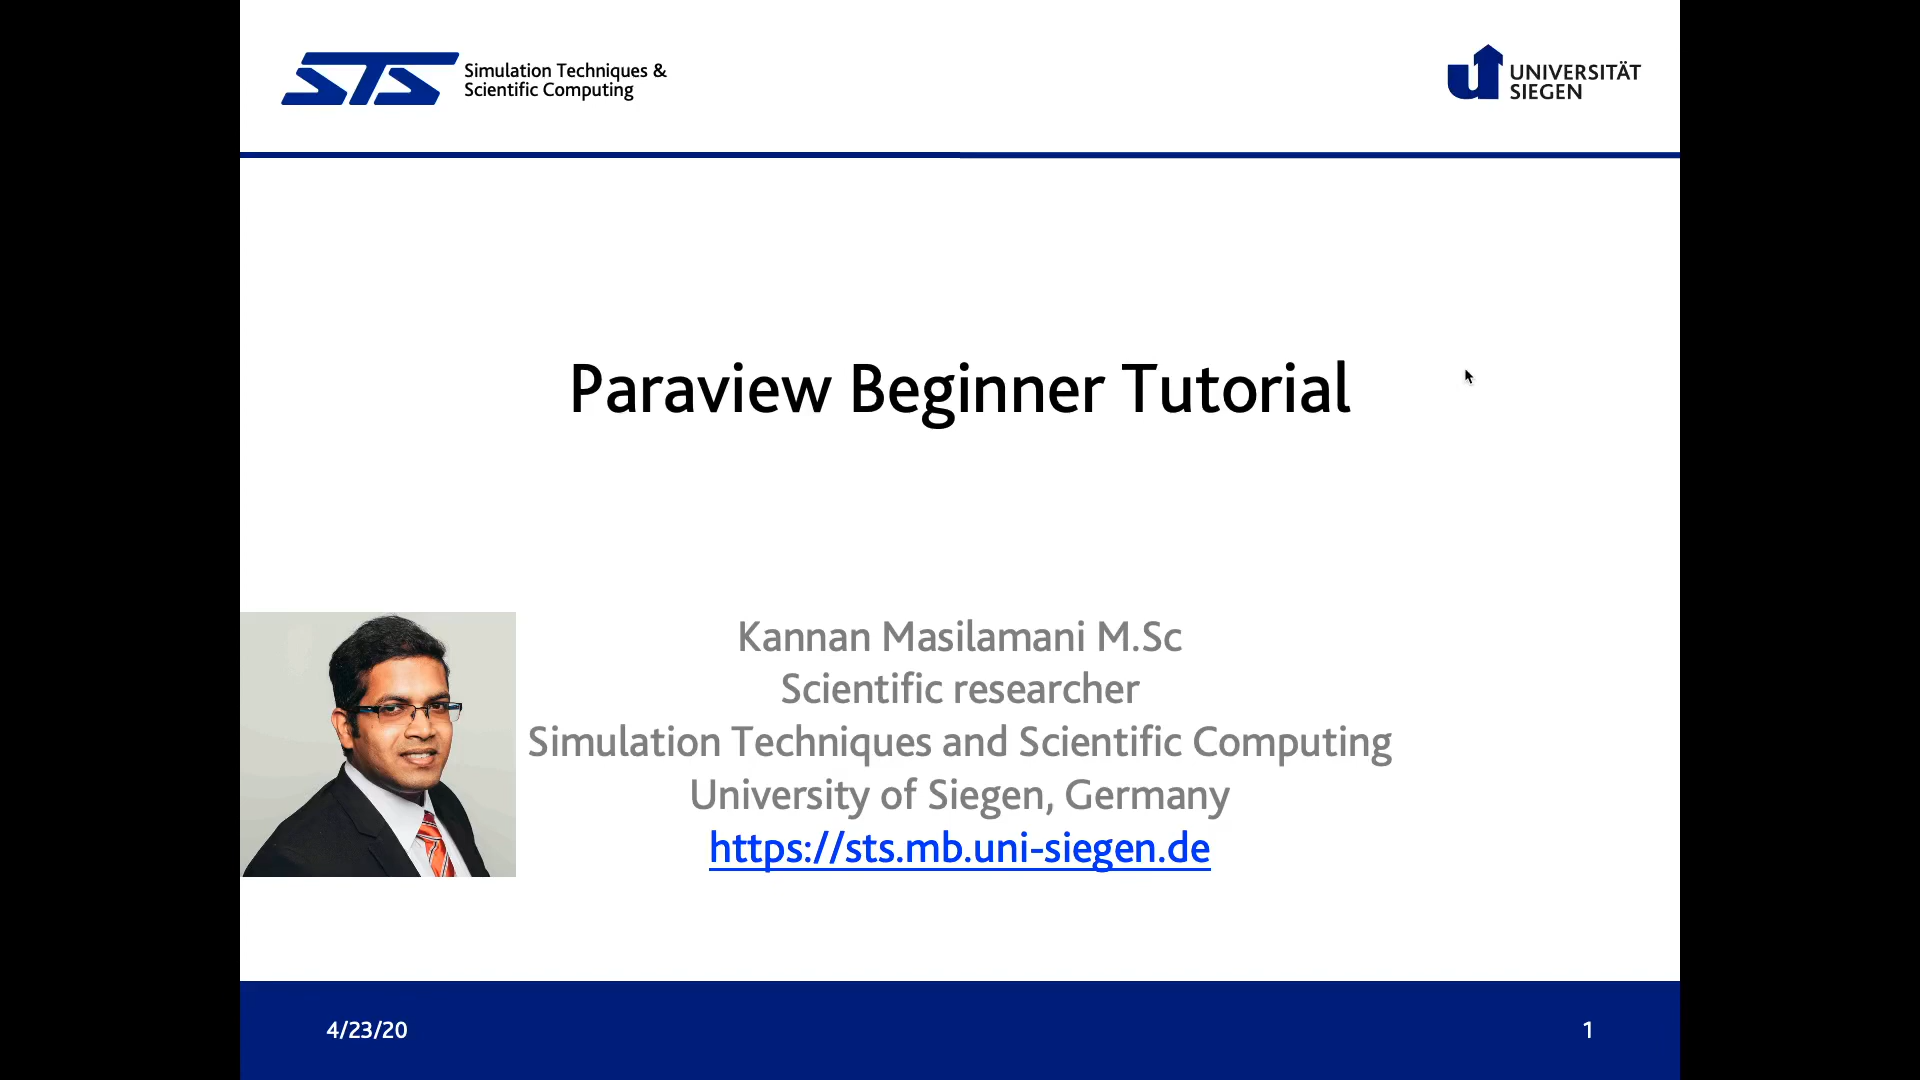 STS
Simulation Techniques &
Scientific Computing
UNIVERSITÄT
SIEGEN
Paraview Beginner Tutorial
Kannan Masilamani M.Sc
Scientific researcher
Simulation Techniques and Scientific Computing
University of Siegen, Germany
https://sts.mb.uni-siegen.de
4/23/20
1